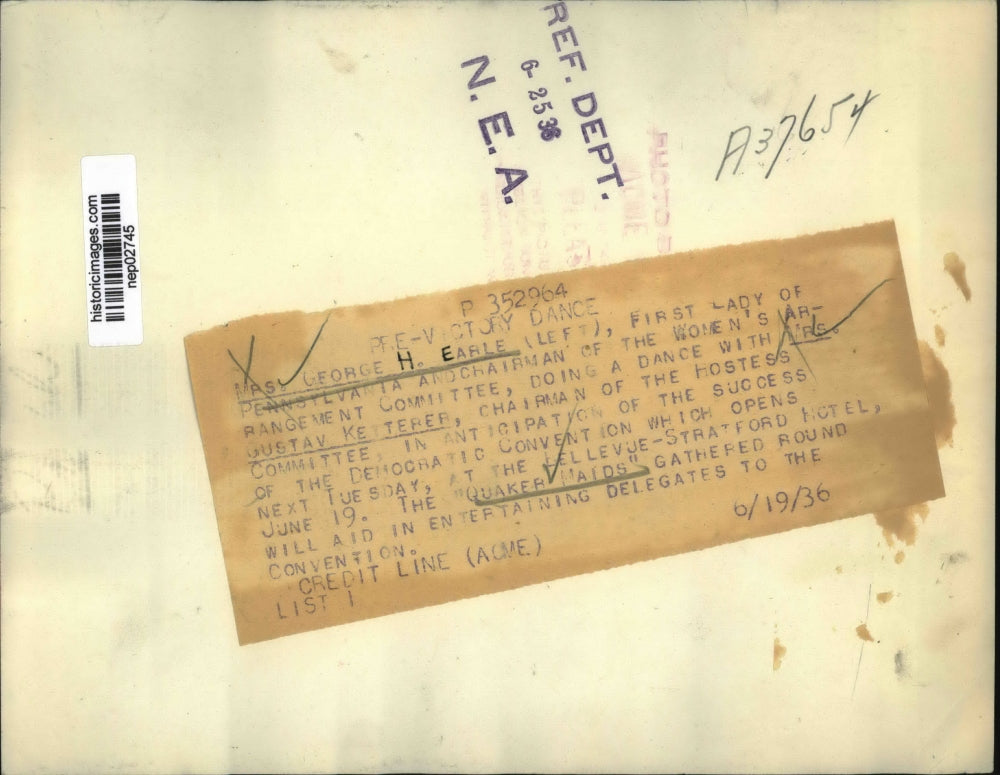 REF. DEPT.
6-25 36
N. E. A.
A37654
historicimages.com
nep02745
P 352964
PRE-VICTORY DANCE
MRS. GEORGE H. EARLE (LEFT), FIRST LADY OF
PENNSYLVANIA AND CHAIRMAN OF THE WOMEN'S AR-
RANGEMENT COMMITTEE, DOING A DANCE WITH MRS.
GUSTAV KETTERER, CHAIRMAN OF THE HOSTESS
COMMITTEE, IN ANTICIPATION OF THE SUCCESS
OF THE DEMOCRATIC CONVENTION WHICH OPENS
NEXT TUESDAY, AT THE BELLEVUE-STRATFORD HOTEL,
JUNE 19. THE "QUAKER MAIDS" GATHERED ROUND
WILL AID IN ENTERTAINING DELEGATES TO THE
CONVENTION.
CREDIT LINE (ACME)
LIST 1
6/19/36